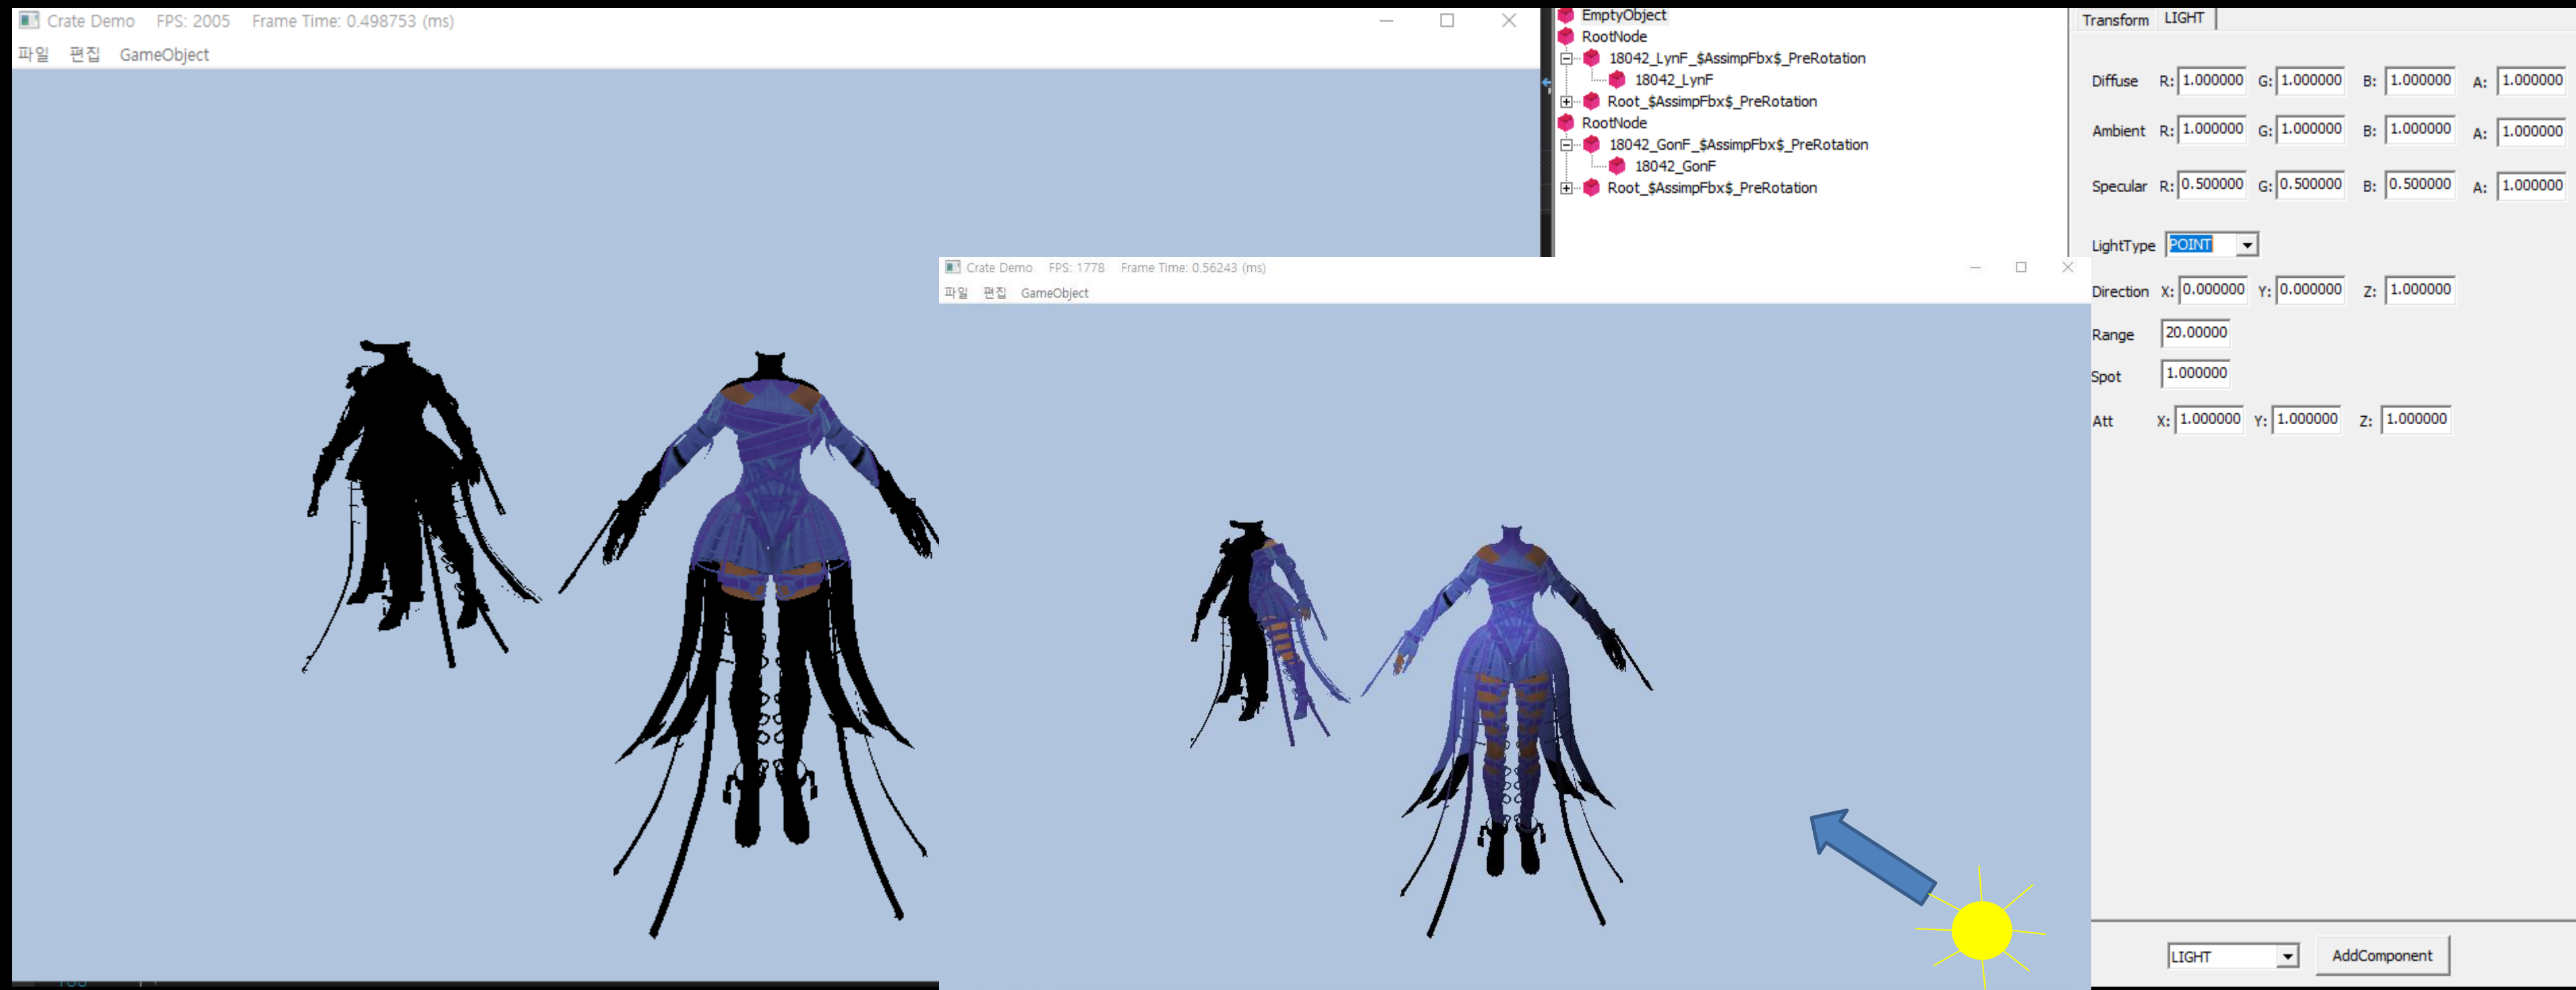 Crate Demo FPS: 2005 Frame Time: 0.498753 (ms)
파일 편집 GameObject
EmptyObject
RootNode
18042_LynF_$AssimpFbx$_PreRotation
18042_LynF
Root_$AssimpFbx$_PreRotation
RootNode
18042_GonF_$AssimpFbx$_PreRotation
18042_GonF
Root_$AssimpFbx$_PreRotation
Transform LIGHT
Diffuse R: 1.000000 G: 1.000000 B: 1.000000 A: 1.000000
Ambient R: 1.000000 G: 1.000000 B: 1.000000 A: 1.000000
Specular R: 0.500000 G: 0.500000 B: 0.500000 A: 1.000000
LightType POINT
Direction X: 0.000000 Y: 0.000000 Z: 1.000000
Range 20.00000
Spot 1.000000
Att X: 1.000000 Y: 1.000000 Z: 1.000000
LIGHT AddComponent
Crate Demo FPS: 1778 Frame Time: 0.56243 (ms)
파일 편집 GameObject